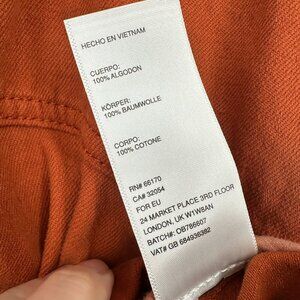 HECHO EN VIETNAM
CUERPO:
100% ALGODON
KÖRPER:
100% BAUMWOLLE
CORPO:
100% COTONE
RN# 66170
CA# 32054
FOR EU
24 MARKET PLACE 3RD FLOOR
LONDON, UK W1W8AN
BATCH#: OB786607
VAT# GB 684936382